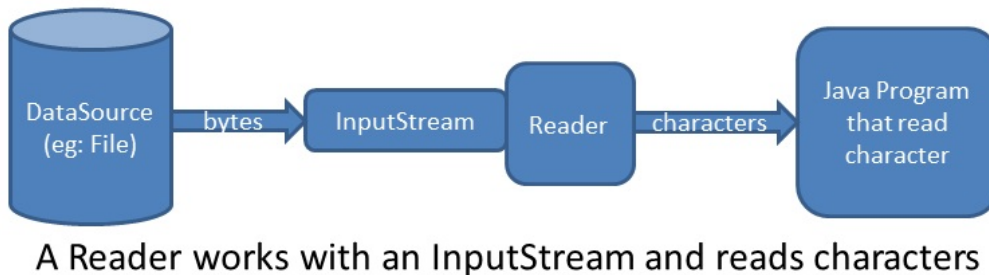 DataSource
(eg: File)
bytes
InputStream
Reader
characters
Java Program
that read
character
A Reader works with an InputStream and reads characters